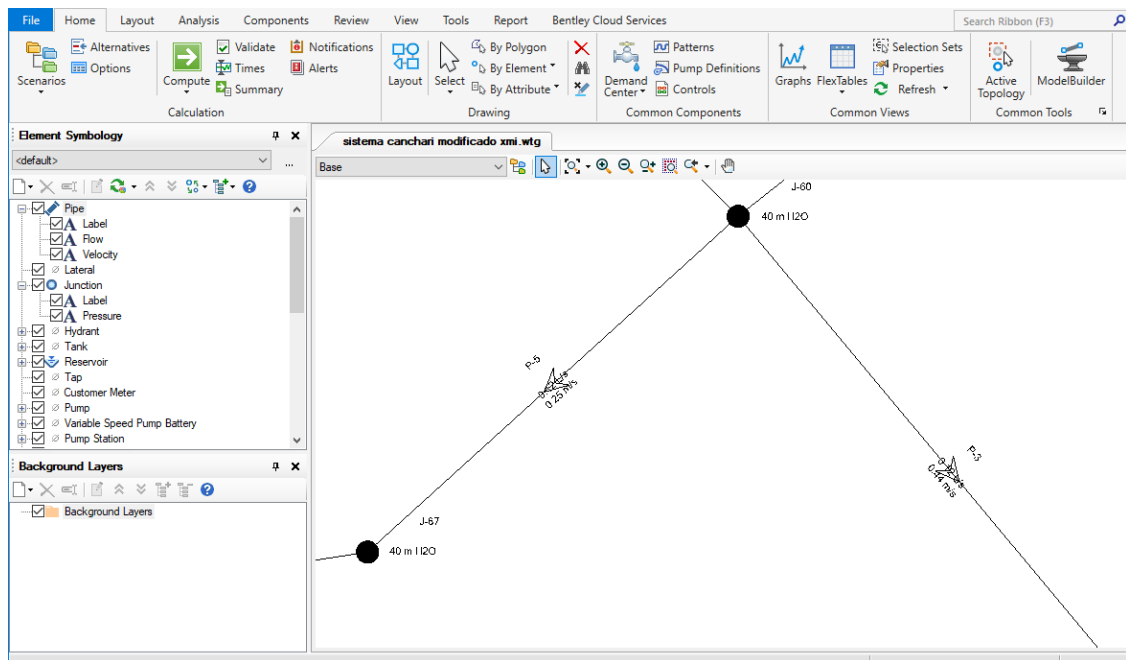 File Home Layout Analysis Components Review View Tools Report Bentley Cloud Services Search Ribbon (F3)
Scenarios
Alternatives
Options
Compute
Validate
Times
Summary
Notifications
Alerts
Calculation
Layout
Select
By Polygon
By Element
By Attribute
Drawing
Demand
Center
Patterns
Pump Definitions
Controls
Common Components
Graphs
FlexTables
Selection Sets
Properties
Refresh
Common Views
Active
Topology
ModelBuilder
Common Tools
Element Symbology
<default>
...
Pipe
Label
Flow
Velocity
Lateral
Junction
Label
Pressure
Hydrant
Tank
Reservoir
Tap
Customer Meter
Pump
Variable Speed Pump Battery
Pump Station
Background Layers
Background Layers
sistema canchari modificado xmi.wtg
Base
J-60
40 m H2O
P-5
0.25 m/s
P-3
0.44 m/s
J-67
40 m H2O